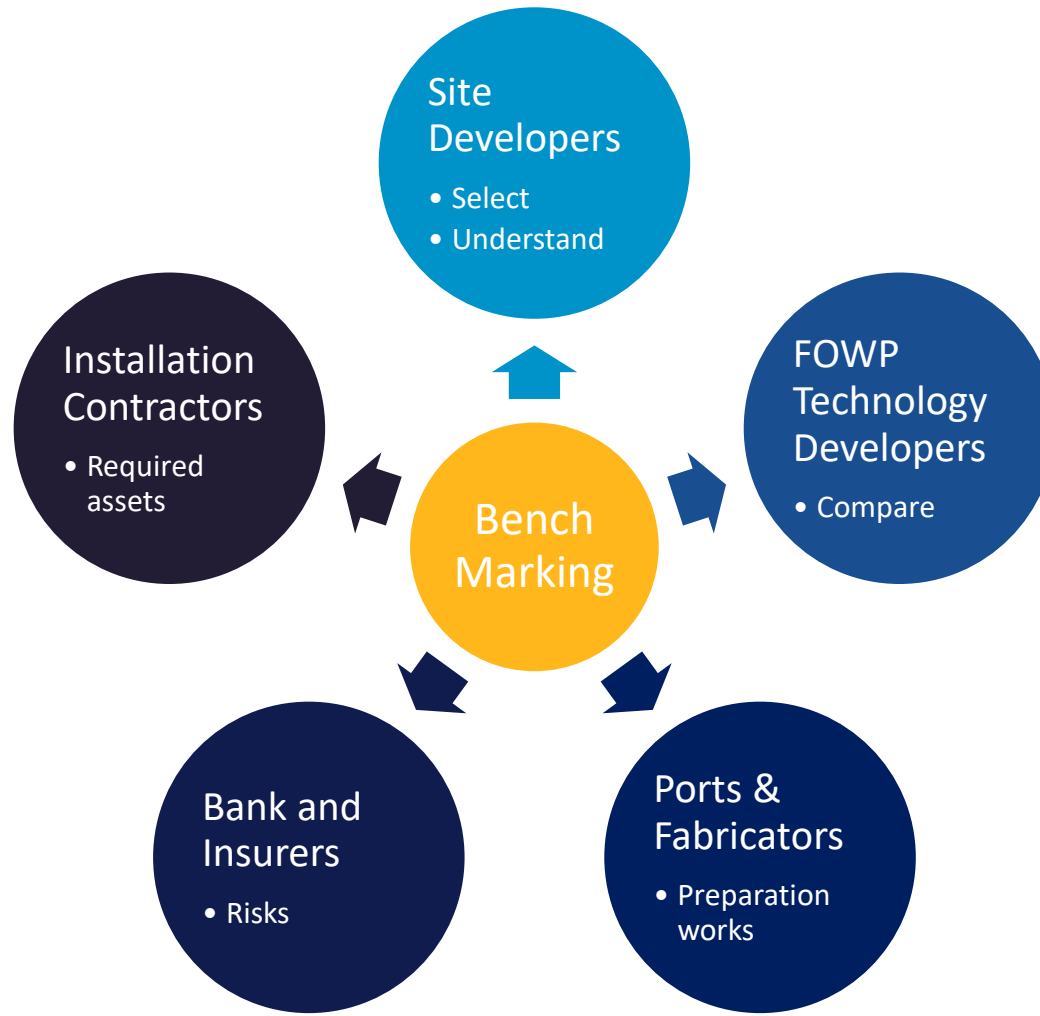 Site
Developers
• Select
• Understand
FOWP
Technology
Developers
• Compare
Ports &
Fabricators
• Preparation
works
Bank and
Insurers
• Risks
Installation
Contractors
• Required
assets
Bench
Marking